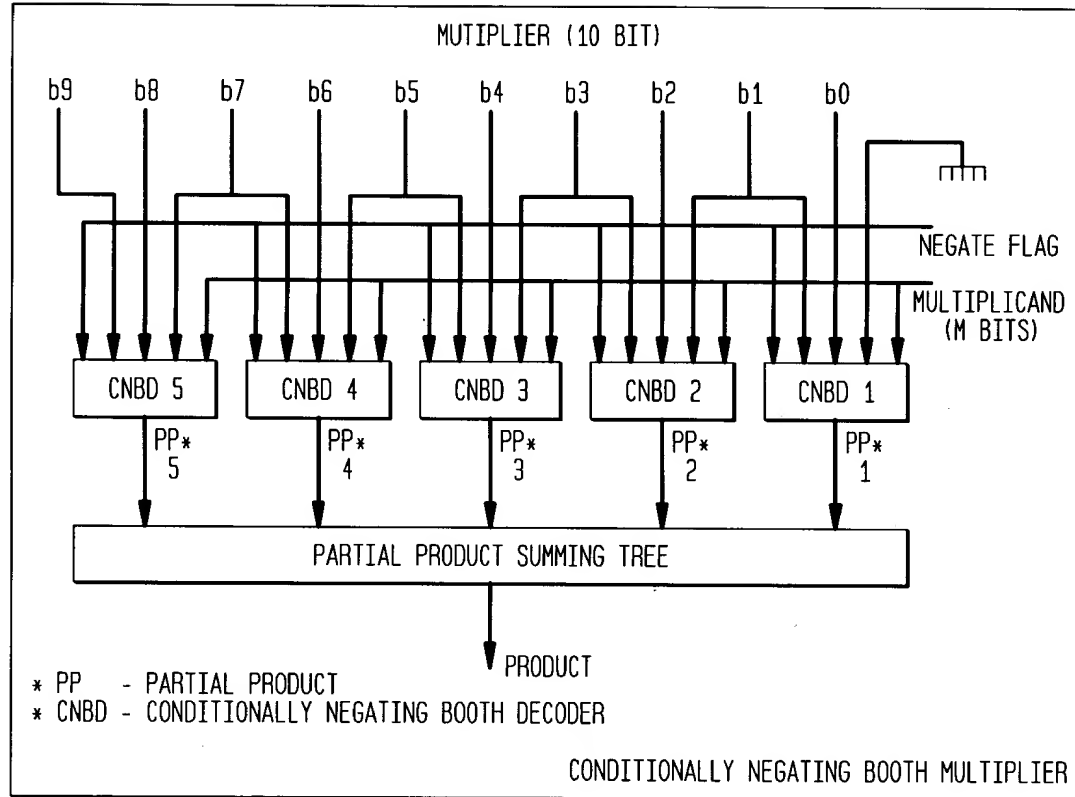 MUTIPLIER (10 BIT)
b9 b8 b7 b6 b5 b4 b3 b2 b1 b0
NEGATE FLAG
MULTIPLICAND
(M BITS)
CNBD 5 CNBD 4 CNBD 3 CNBD 2 CNBD 1
PP* PP* PP* PP* PP*
5 4 3 2 1
PARTIAL PRODUCT SUMMING TREE
PRODUCT
* PP - PARTIAL PRODUCT
* CNBD - CONDITIONALLY NEGATING BOOTH DECODER
CONDITIONALLY NEGATING BOOTH MULTIPLIER